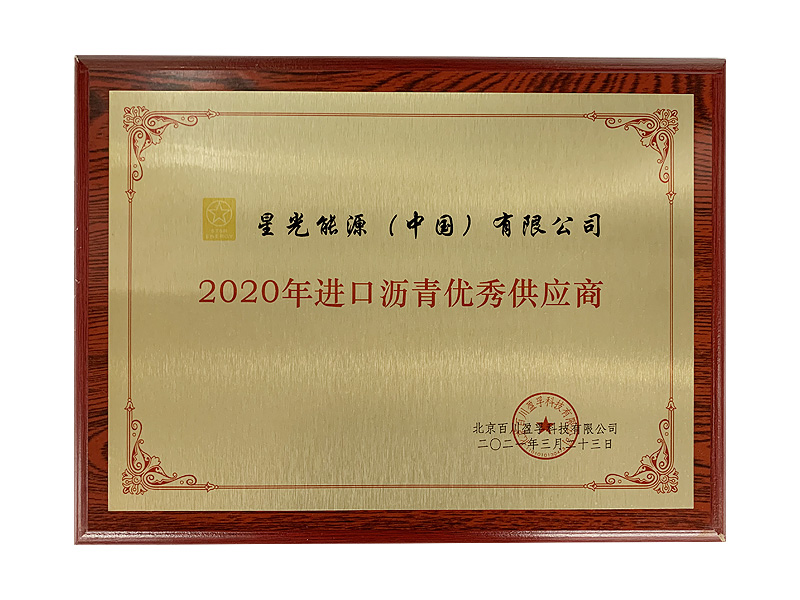 星光能源（中国）有限公司
2020年进口沥青优秀供应商
北京百川盈孚科技有限公司
二〇二一年三月二十三日